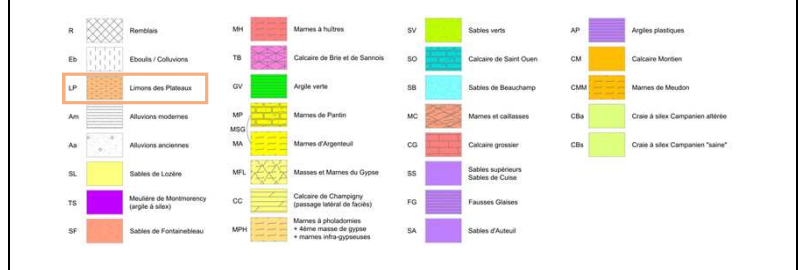 R Remblais
Eb Eboulis / Colluvions
LP Limons des Plateaux
Am Alluvions modernes
Aa Alluvions anciennes
SL Sables de Lozère
TS Meulière de Montmorency
(argile à silex)
SF Sables de Fontainebleau
MH Marnes à huîtres
TB Calcaire de Brie et de Sannois
GV Argile verte
MP Marnes de Pantin
MSG
MA Marnes d'Argenteuil
MFL Masses et Marnes du Gypse
CC Calcaire de Champigny
(passage latéral de faciès)
MPH Marnes à pholadomies
+ 4ème masse de gypse
+ marnes infra-gypseuses
SV Sables verts
SO Calcaire de Saint Ouen
SB Sables de Beauchamp
MC Marnes et caillasses
CG Calcaire grossier
SS Sables supérieurs
Sables de Cuise
FG Fausses Glaises
SA Sables d'Auteuil
AP Argiles plastiques
CM Calcaire Montien
CMM Marnes de Meudon
CBa Craie à silex Campanien altérée
CBs Craie à silex Campanien "saine"